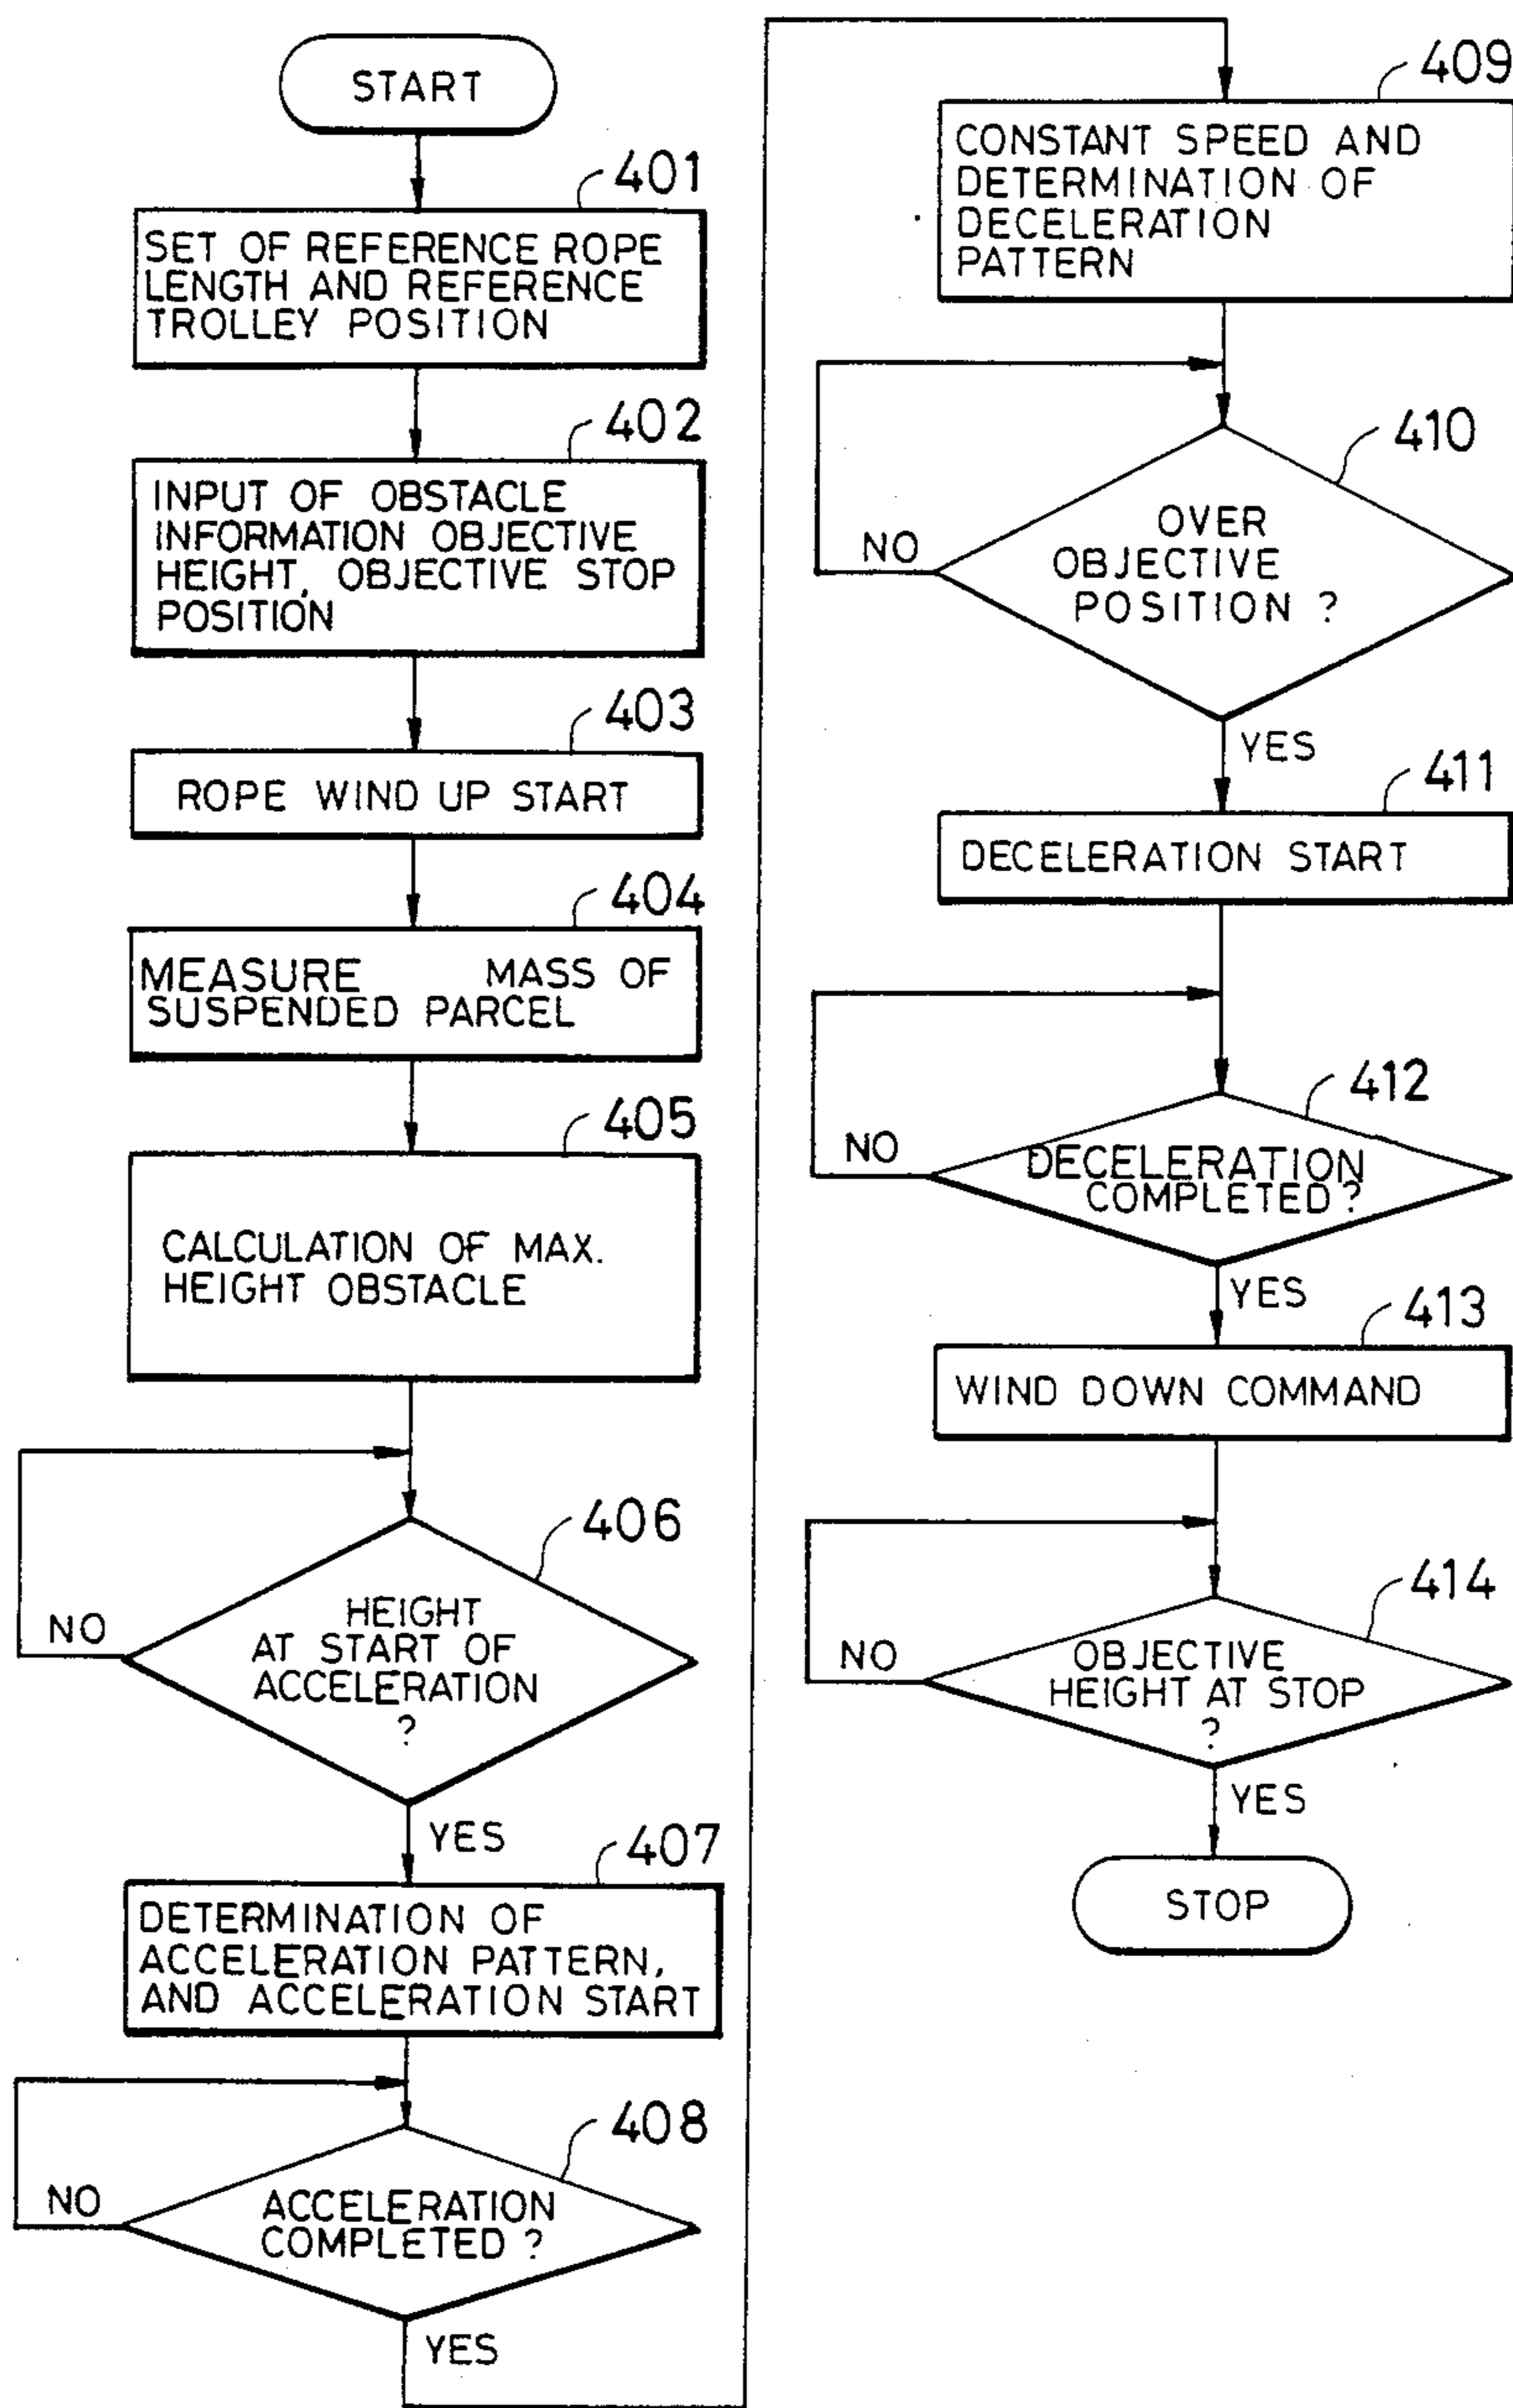 START
401
SET OF REFERENCE ROPE
LENGTH AND REFERENCE
TROLLEY POSITION
402
INPUT OF OBSTACLE
INFORMATION OBJECTIVE
HEIGHT, OBJECTIVE STOP
POSITION
403
ROPE WIND UP START
404
MEASURE MASS OF
SUSPENDED PARCEL
405
CALCULATION OF MAX.
HEIGHT OBSTACLE
406
HEIGHT
AT START OF
ACCELERATION
?
NO
YES
407
DETERMINATION OF
ACCELERATION PATTERN,
AND ACCELERATION START
408
ACCELERATION
COMPLETED ?
NO
YES
409
CONSTANT SPEED AND
DETERMINATION OF
DECELERATION
PATTERN
410
OVER
OBJECTIVE
POSITION ?
NO
YES
411
DECELERATION START
412
DECELERATION
COMPLETED?
NO
YES
413
WIND DOWN COMMAND
414
OBJECTIVE
HEIGHT AT STOP
?
NO
YES
STOP